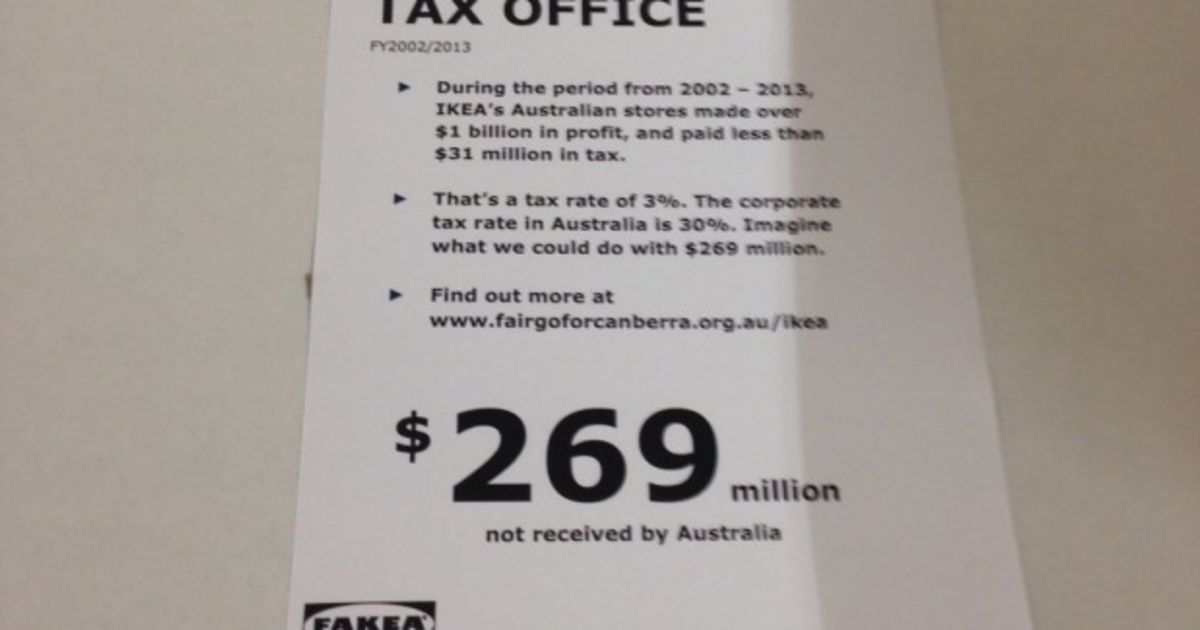 TAX OFFICE
FY2002/2013
► During the period from 2002 – 2013,
IKEA's Australian stores made over
$1 billion in profit, and paid less than
$31 million in tax.
► That's a tax rate of 3%. The corporate
tax rate in Australia is 30%. Imagine
what we could do with $269 million.
► Find out more at
www.fairgoforcanberra.org.au/ikea
$269 million
not received by Australia
FAKEA